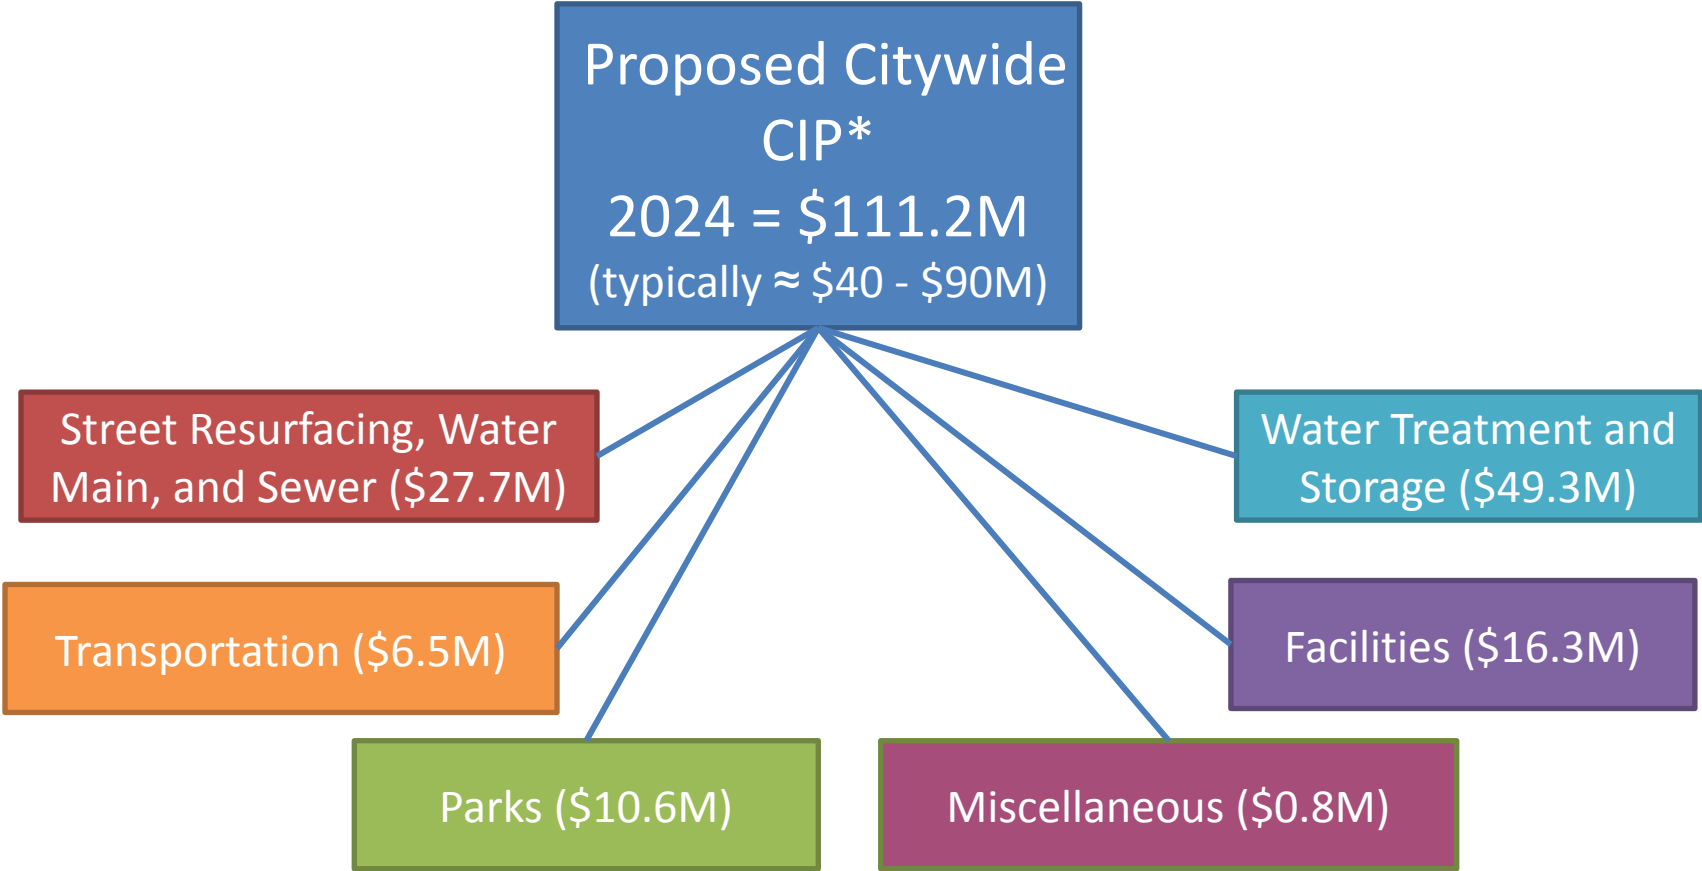 Proposed Citywide
CIP*
2024 = $111.2M
(typically ≈ $40 - $90M)
Street Resurfacing, Water
Main, and Sewer ($27.7M)
Water Treatment and
Storage ($49.3M)
Transportation ($6.5M)
Facilities ($16.3M)
Parks ($10.6M)
Miscellaneous ($0.8M)